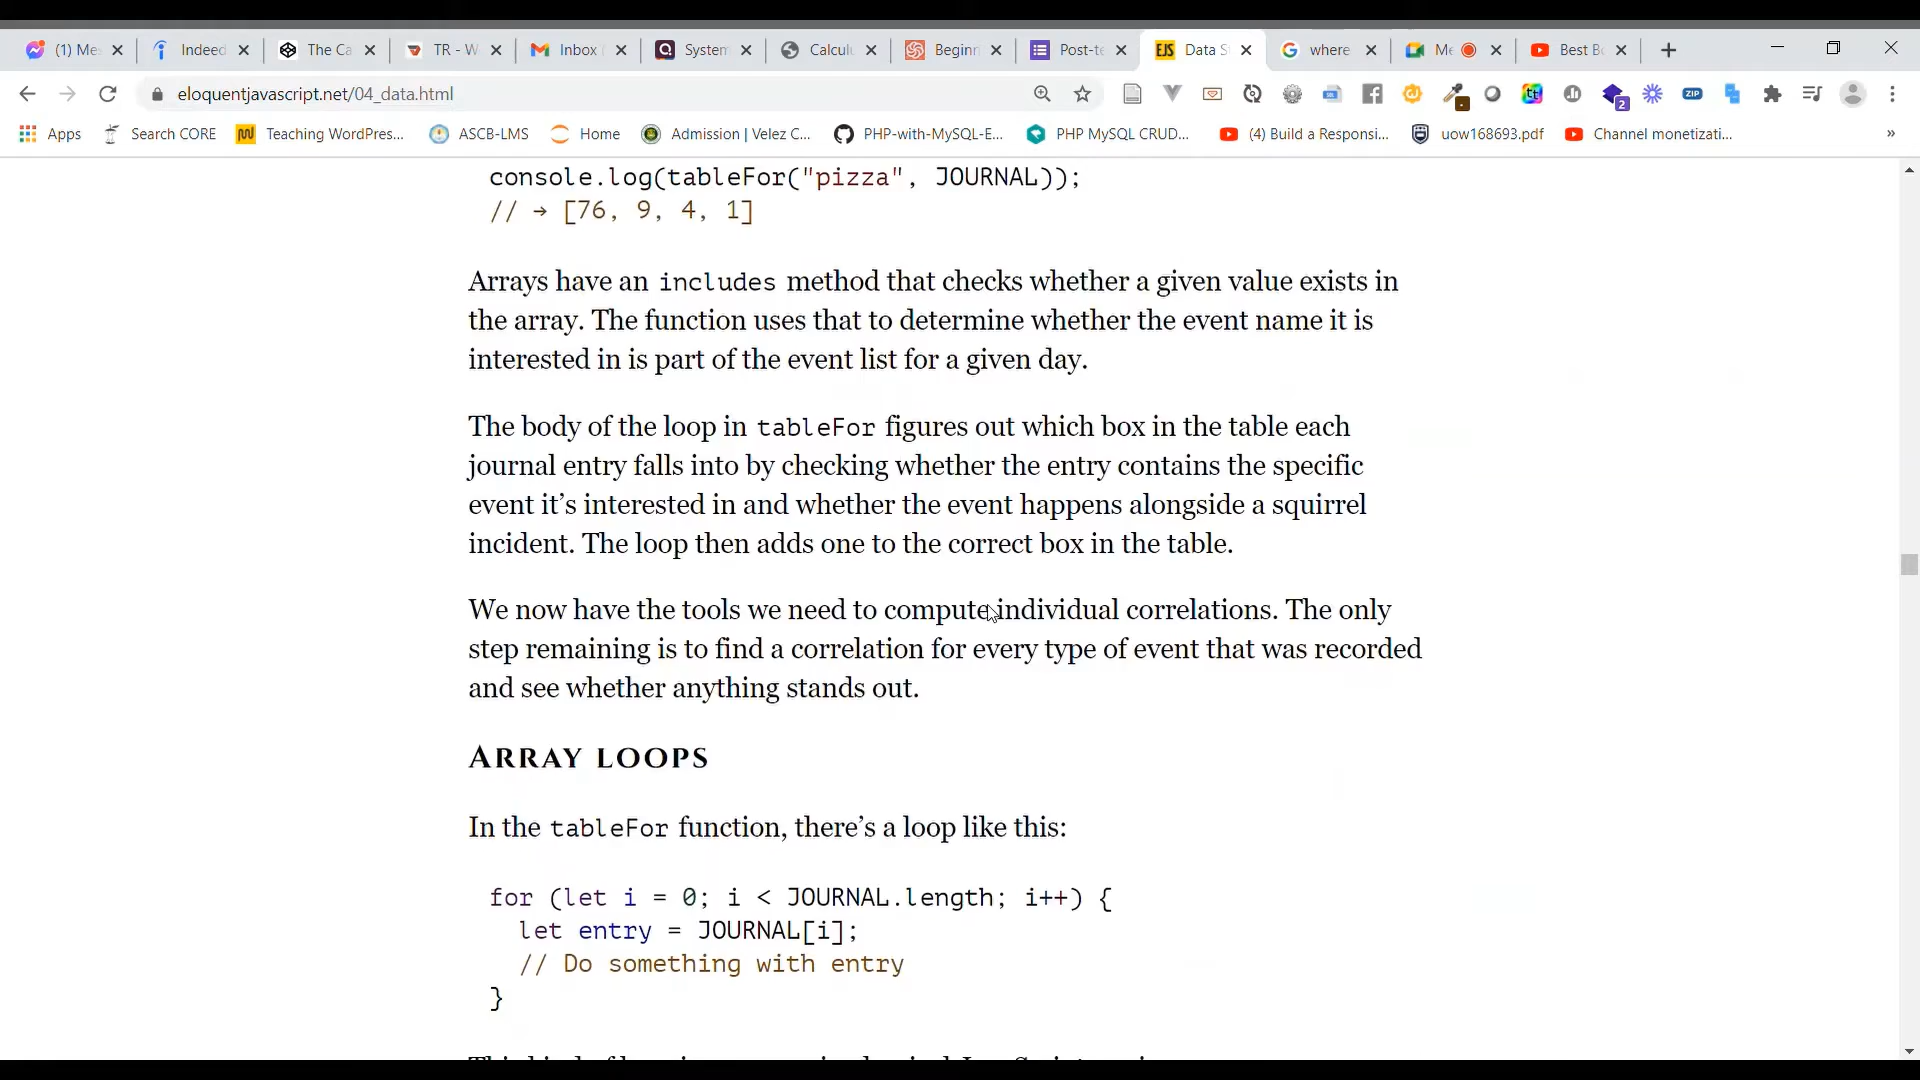 (1) Me
Indeed
The Ca
TR - W
Inbox
System
Calcul
Beginn
Post-te
EJS Data S
where
Me
Best B
eloquentjavascript.net/04_data.html
Apps
Search CORE
Teaching WordPres...
ASCB-LMS
Home
Admission | Velez C...
PHP-with-MySQL-E...
PHP MySQL CRUD...
(4) Build a Responsi...
uow168693.pdf
Channel monetizati...
»
console.log(tableFor("pizza", JOURNAL));
// → [76, 9, 4, 1]
Arrays have an includes method that checks whether a given value exists in
the array. The function uses that to determine whether the event name it is
interested in is part of the event list for a given day.
The body of the loop in tableFor figures out which box in the table each
journal entry falls into by checking whether the entry contains the specific
event it’s interested in and whether the event happens alongside a squirrel
incident. The loop then adds one to the correct box in the table.
We now have the tools we need to compute individual correlations. The only
step remaining is to find a correlation for every type of event that was recorded
and see whether anything stands out.
ARRAY LOOPS
In the tableFor function, there’s a loop like this:
for (let i = 0; i < JOURNAL.length; i++) {
let entry = JOURNAL[i];
// Do something with entry
}